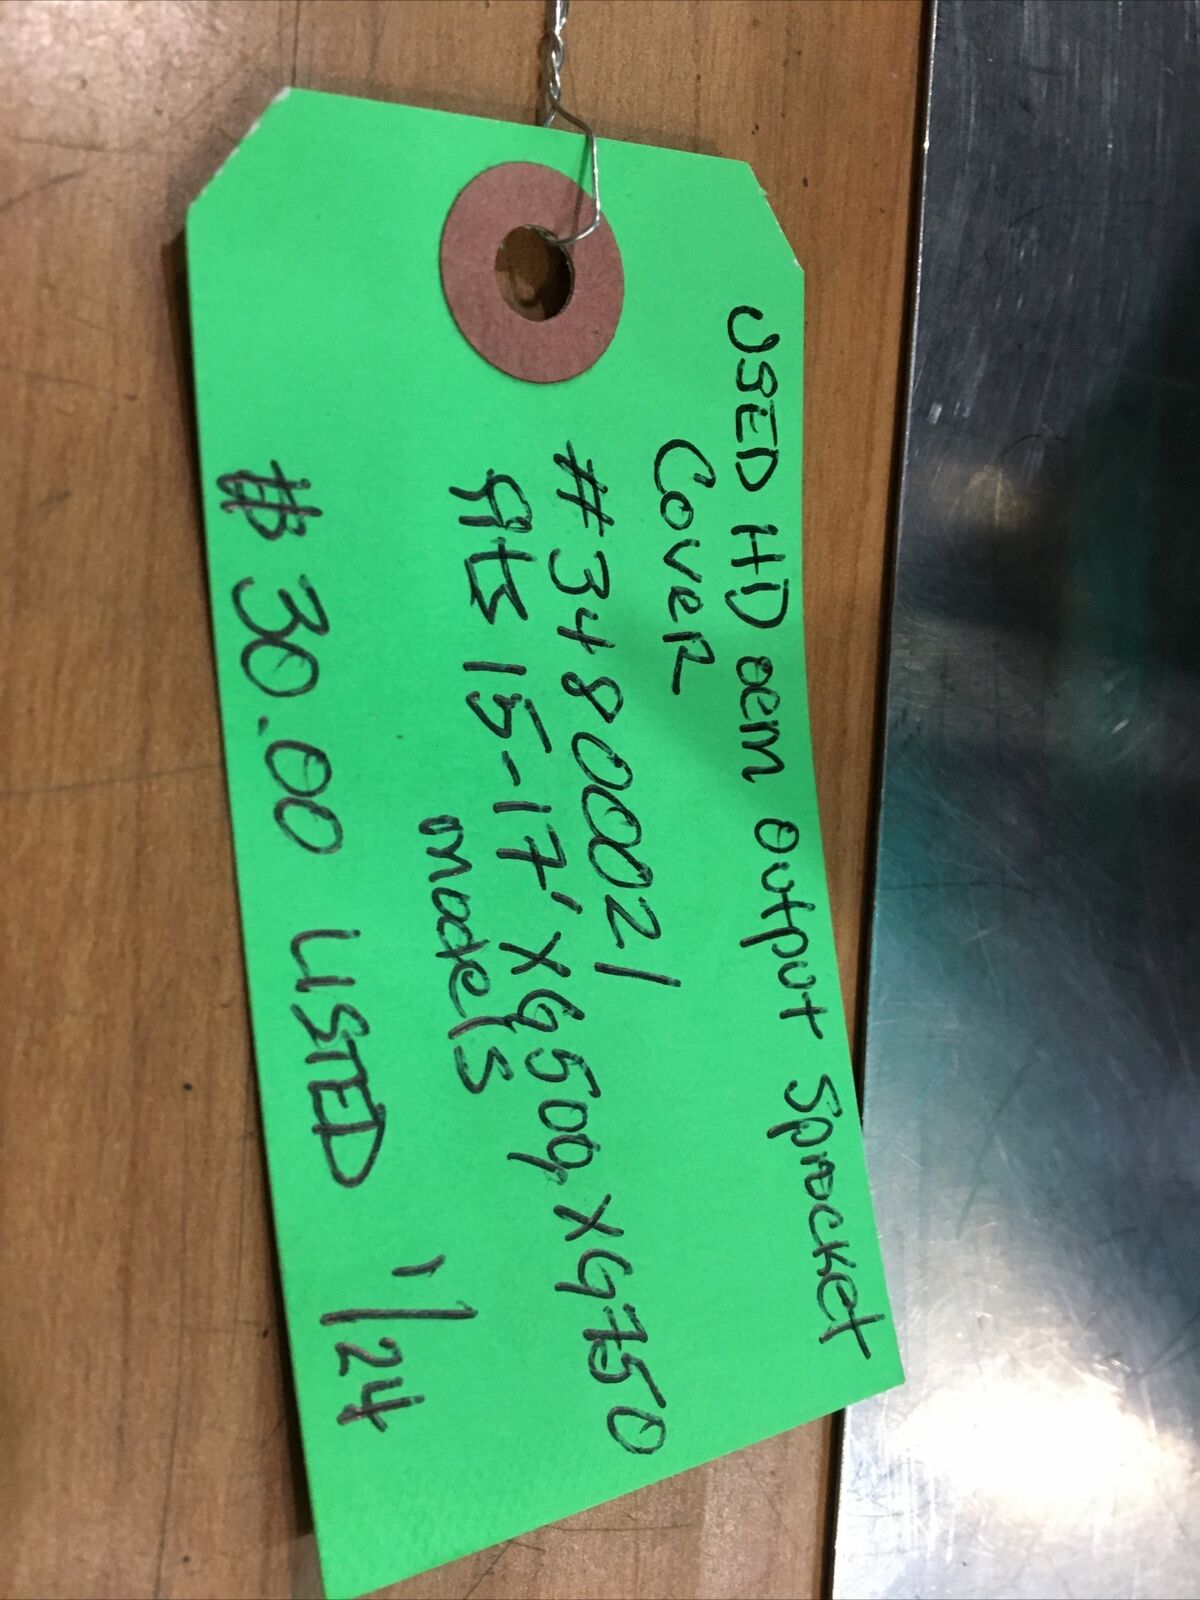 USED HD oem output sprocket
Cover
#34800021
fits 15-17' XG500, XG750
models
$30.00 LISTED 1/24